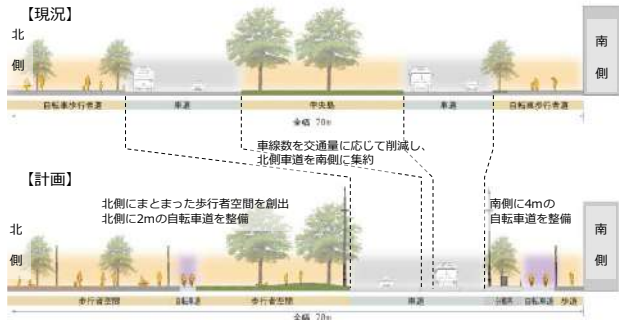 【現況】
北
側
南
側
自転車歩行者道
車道
中央島
車道
自転車歩行者道
全幅 70m
車線数を交通量に応じて削減し、
北側車道を南側に集約
【計画】
北側にまとまった歩行者空間を創出
北側に2mの自転車道を整備
南側に4mの
自転車道を整備
北
側
南
側
歩行者空間
自転車道
歩行者空間
車道
自転車道
歩道
全幅 70m